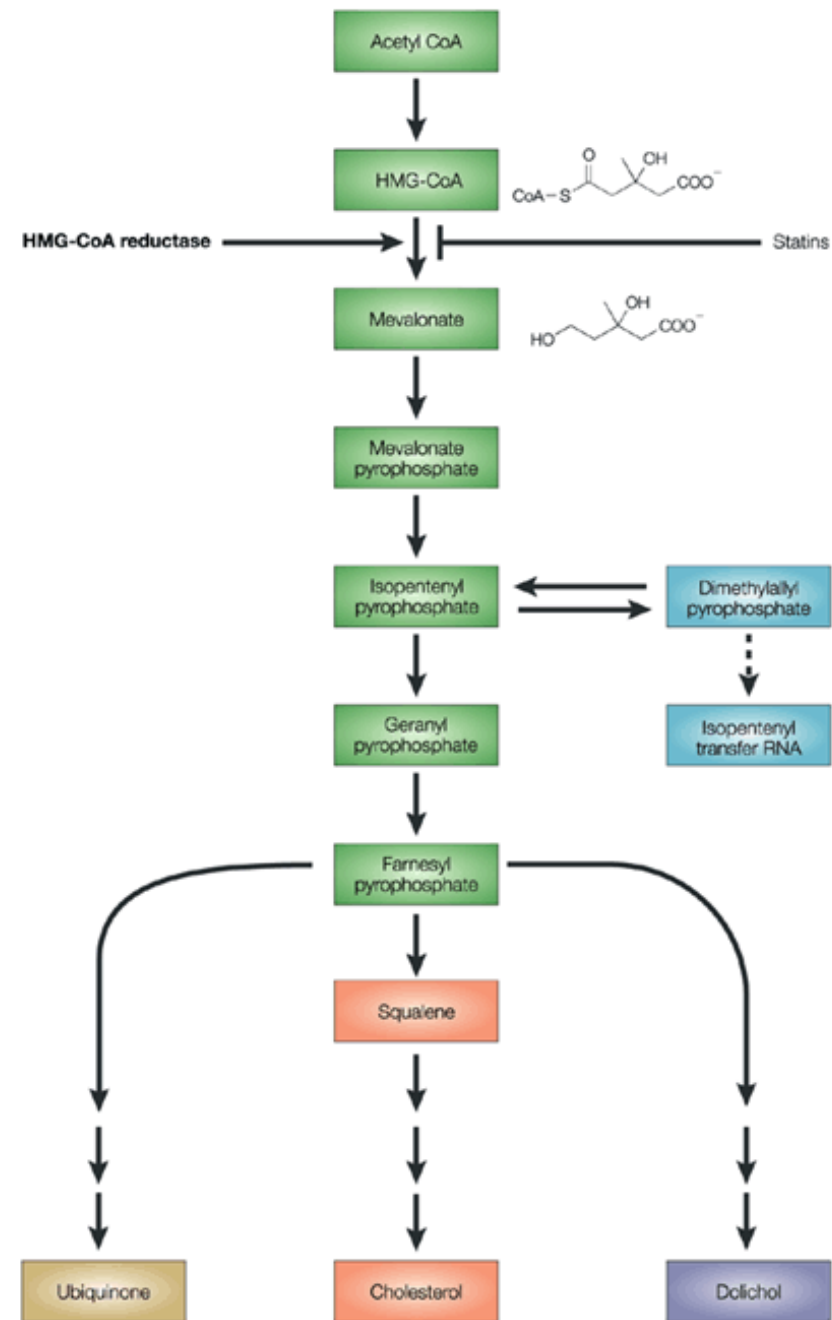 Acetyl CoA
HMG-CoA
O
OH
CoA–S
COO⁻
HMG-CoA reductase
Statins
Mevalonate
OH
HO
COO⁻
Mevalonate
pyrophosphate
Isopentenyl
pyrophosphate
Dimethylallyl
pyrophosphate
Geranyl
pyrophosphate
Isopentenyl
transfer RNA
Farnesyl
pyrophosphate
Squalene
Ubiquinone
Cholesterol
Dolichol